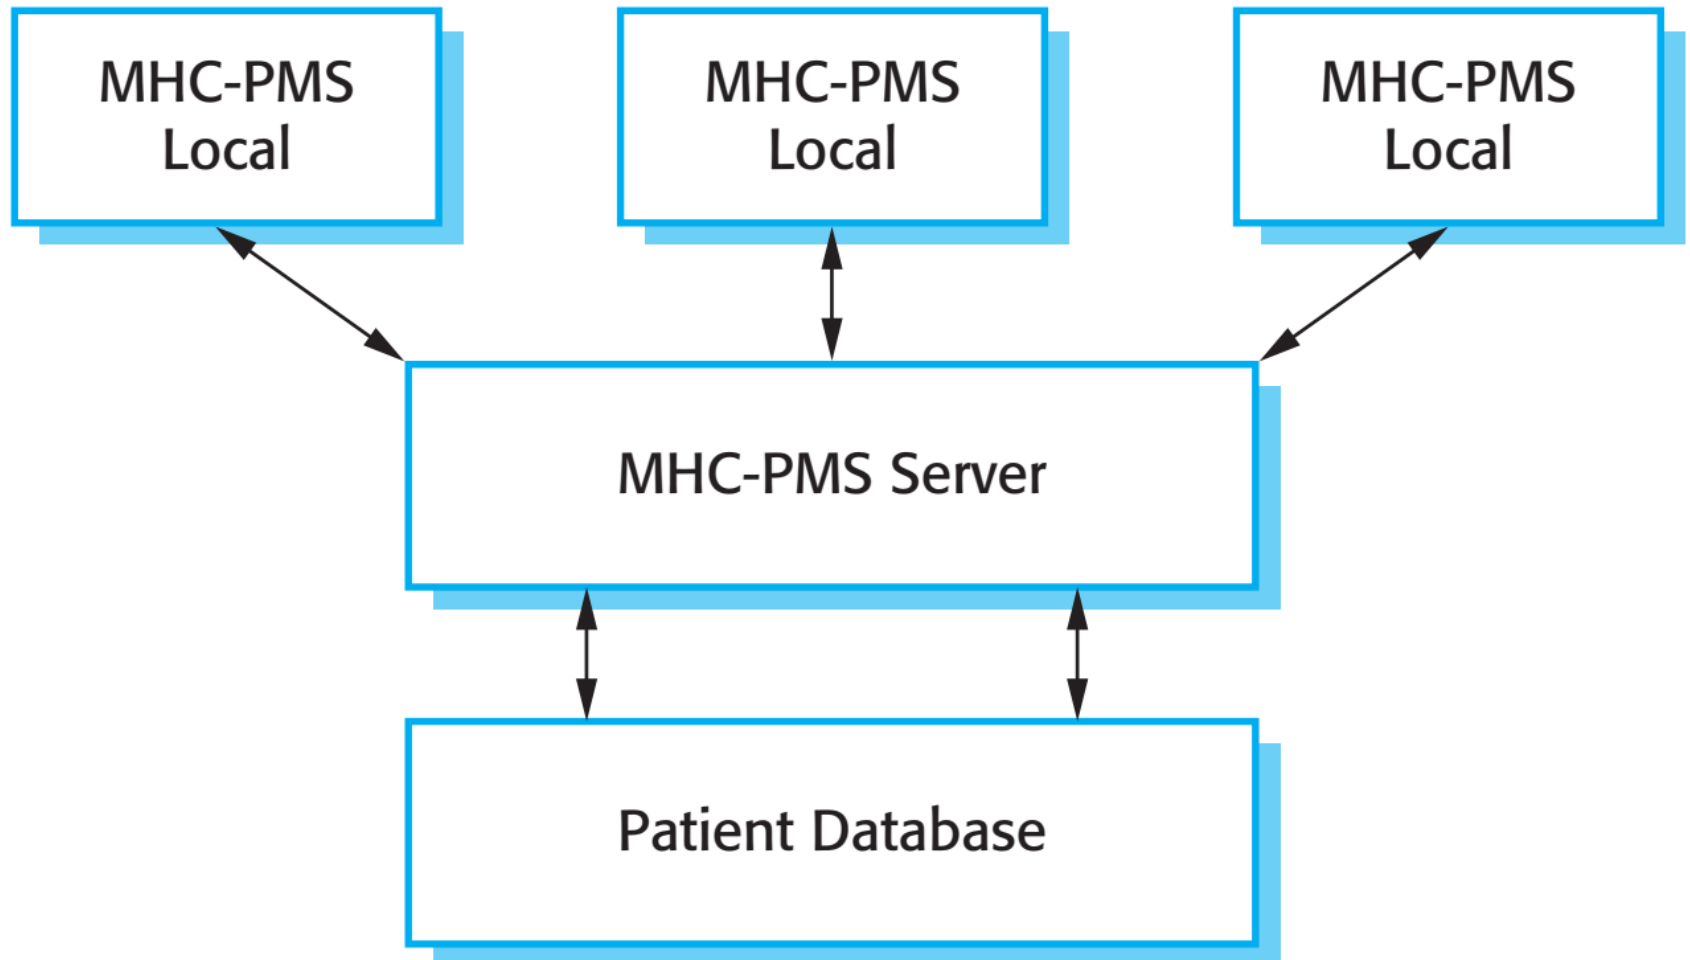 MHC-PMS
Local
MHC-PMS
Local
MHC-PMS
Local
MHC-PMS Server
Patient Database